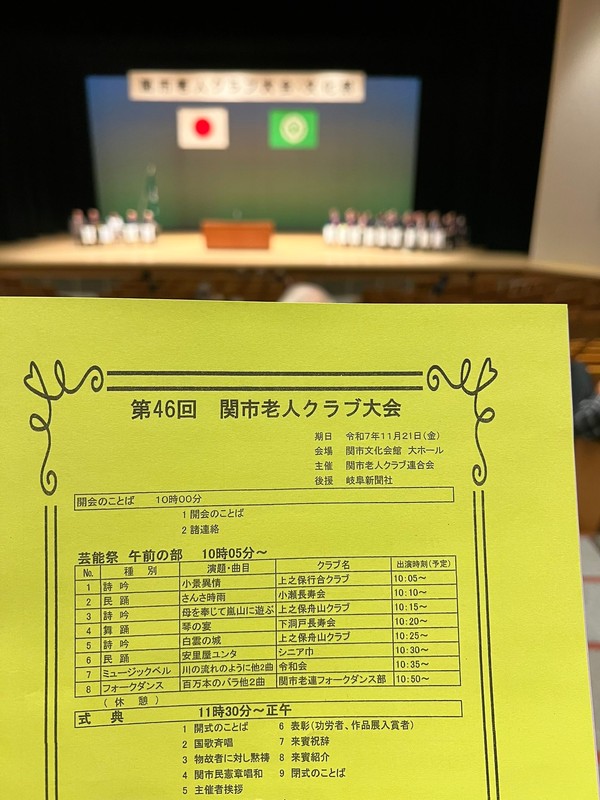 第46回 関市老人クラブ大会
期日 令和7年11月21日(金)
会場 関市文化会館 大ホール
主催 関市老人クラブ連合会
後援 岐阜新聞社
開会のことば 10時00分
1 開会のことば
2 諸連絡
芸能祭 午前の部 10時05分～
No. 種別 演題・曲目 クラブ名 出演時刻(予定)
1 詩吟 小景異情 上之保行合クラブ 10:05～
2 民踊 さんさ時雨 小瀬長寿会 10:10～
3 詩吟 母を奉じて嵐山に遊ぶ 上之保舟山クラブ 10:15～
4 舞踊 琴の宴 下洞戸長寿会 10:20～
5 詩吟 白雲の城 上之保舟山クラブ 10:25～
6 民踊 安里屋ユンタ シニア巾 10:30～
7 ミュージックベル 川の流れのように他2曲 令和会 10:35～
8 フォークダンス 百万本のバラ他2曲 関市老連フォークダンス部 10:50～
(休憩)
式典 11時30分～正午
1 開式のことば 6 表彰(功労者、作品展入賞者)
2 国歌斉唱 7 来賓祝辞
3 物故者に対し黙祷 8 来賓紹介
4 関市民憲章唱和 9 閉式のことば
5 主催者挨拶